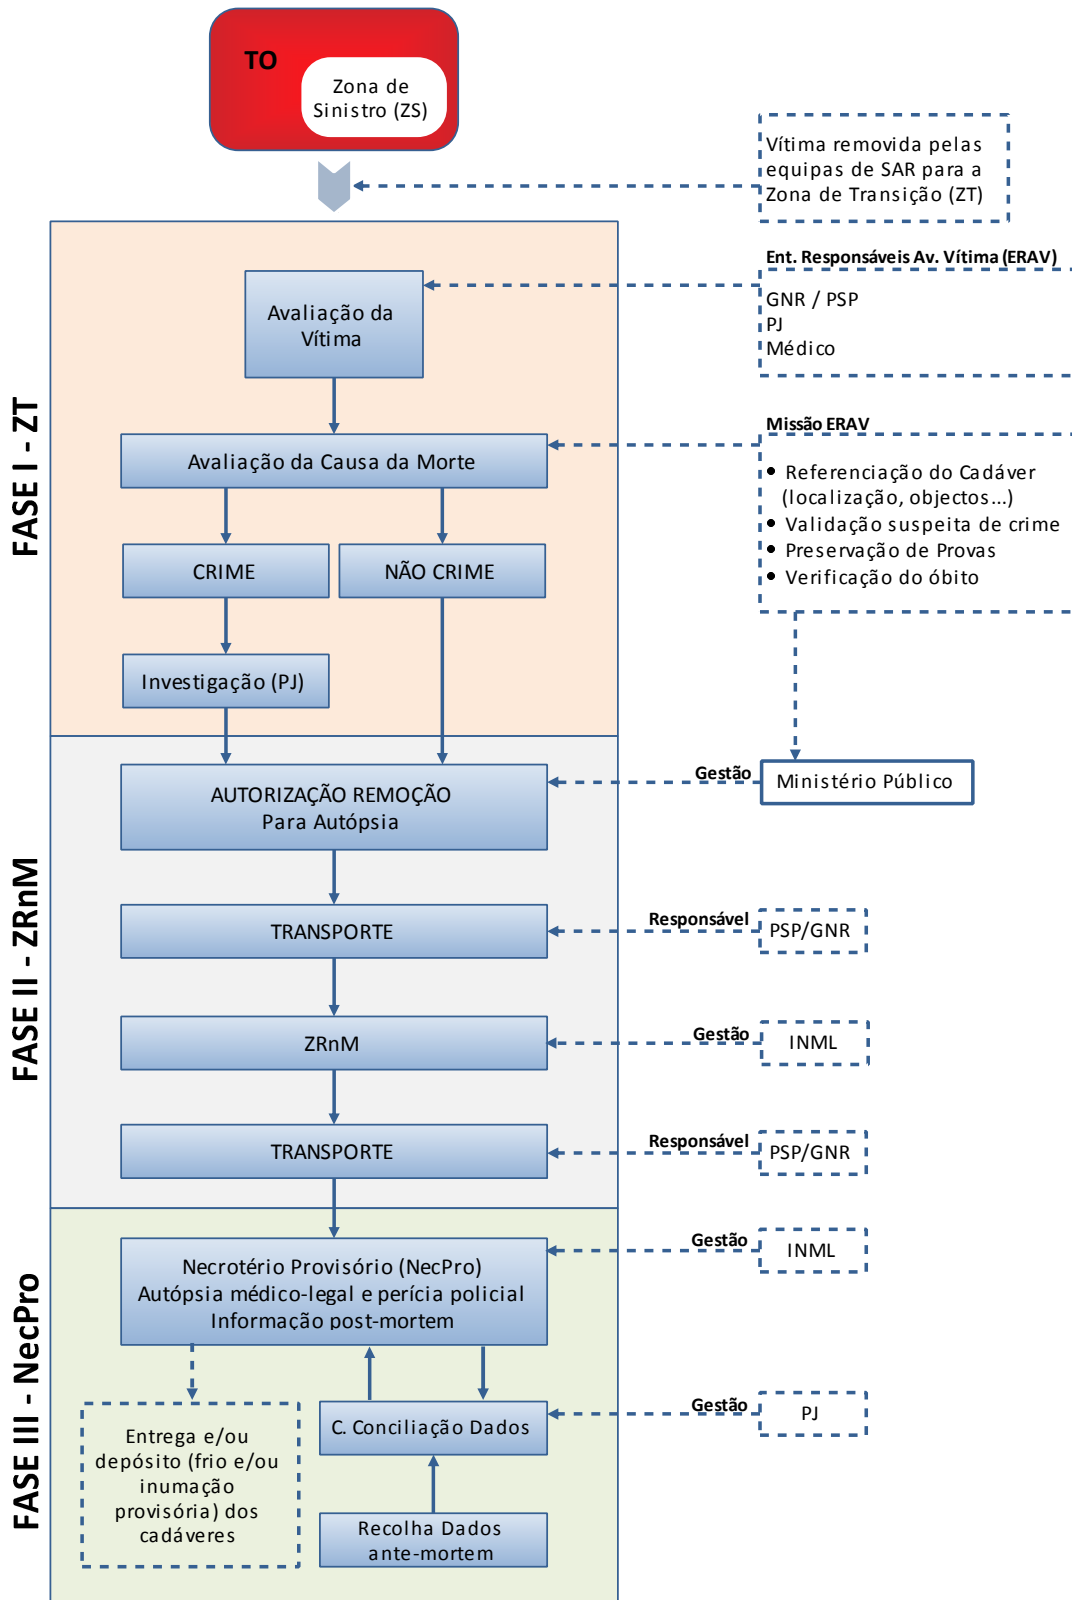 TO
Zona de
Sinistro (ZS)
Vítima removida pelas
equipas de SAR para a
Zona de Transição (ZT)
FASE I - ZT
Ent. Responsáveis Av. Vítima (ERAV)
GNR / PSP
PJ
Médico
Avaliação da
Vítima
Missão ERAV
• Referenciação do Cadáver
(localização, objectos...)
• Validação suspeita de crime
• Preservação de Provas
• Verificação do óbito
Avaliação da Causa da Morte
CRIME
NÃO CRIME
Investigação (PJ)
FASE II - ZRnM
AUTORIZAÇÃO REMOÇÃO
Para Autópsia
Gestão
Ministério Público
TRANSPORTE
Responsável
PSP/GNR
ZRnM
Gestão
INML
TRANSPORTE
Responsável
PSP/GNR
FASE III - NecPro
Necrotério Provisório (NecPro)
Autópsia médico-legal e perícia policial
Informação post-mortem
Gestão
INML
C. Conciliação Dados
Gestão
PJ
Entrega e/ou
depósito (frio e/ou
inumação
provisória) dos
cadáveres
Recolha Dados
ante-mortem